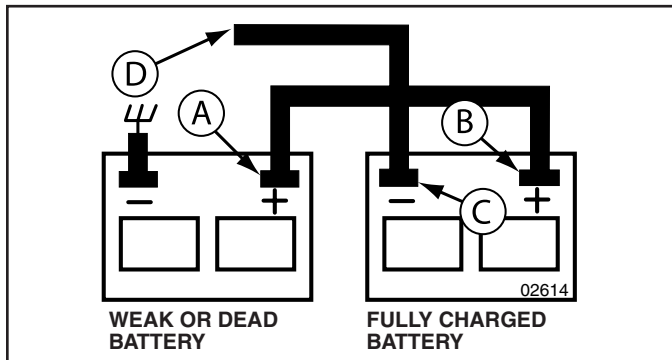 D
A
B
C
− +
− +
02614
WEAK OR DEAD
BATTERY
FULLY CHARGED
BATTERY